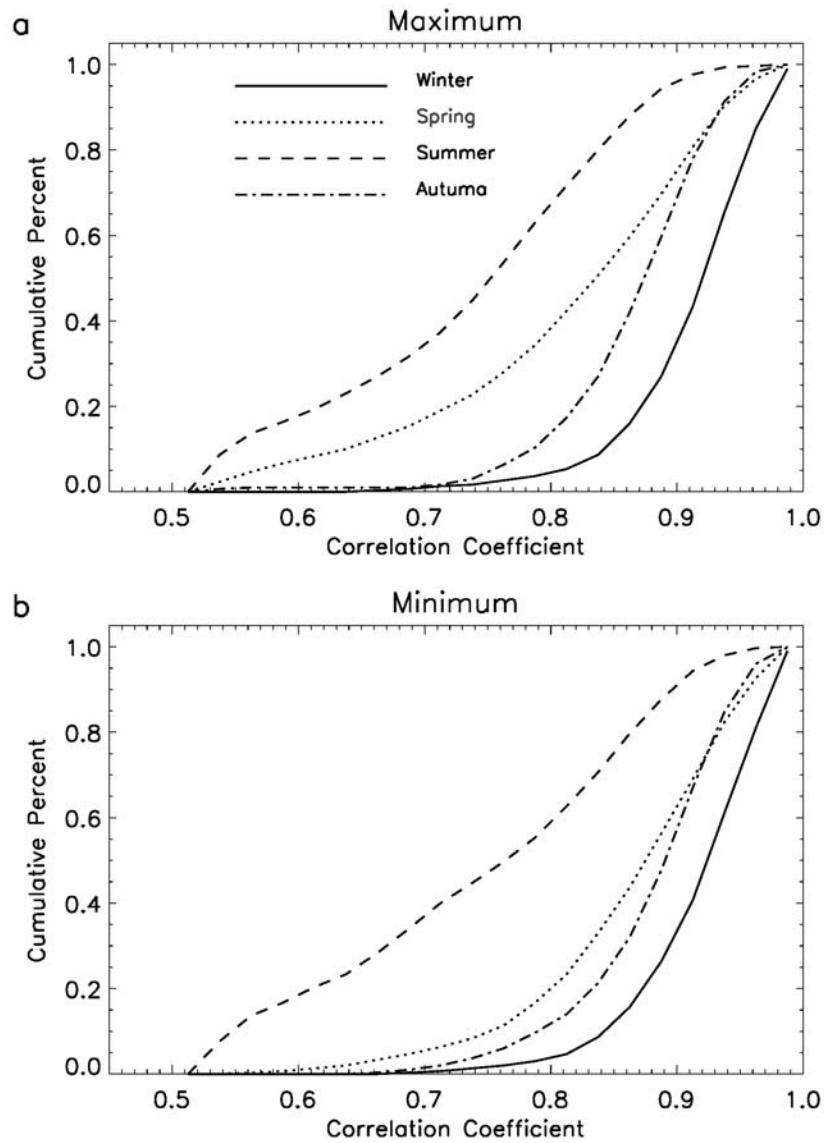 a
Maximum
1.0
0.8
0.6
0.4
0.2
0.0
Cumulative Percent
Winter
Spring
Summer
Autuma
0.5 0.6 0.7 0.8 0.9 1.0
Correlation Coefficient
b
Minimum
1.0
0.8
0.6
0.4
0.2
0.0
Cumulative Percent
0.5 0.6 0.7 0.8 0.9 1.0
Correlation Coefficient